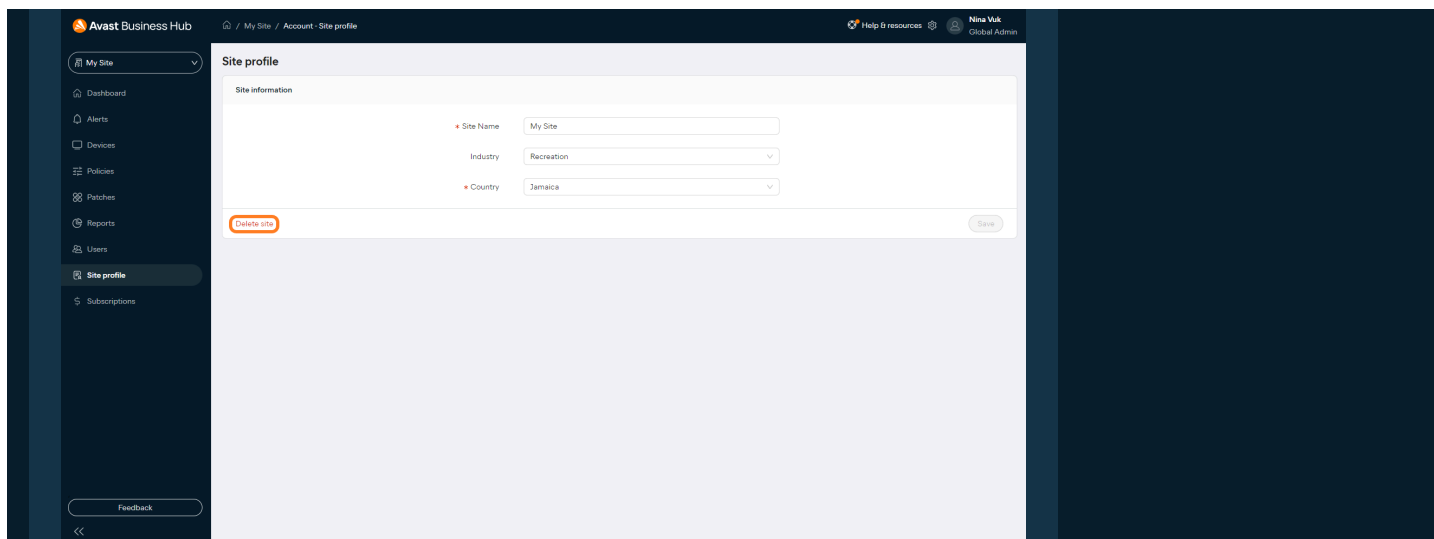 Avast Business Hub
/ My Site / Account - Site profile
Help & resources
Nina Vuk
Global Admin
My Site
Dashboard
Alerts
Devices
Policies
Patches
Reports
Users
Site profile
Subscriptions
Feedback
Site profile
Site information
* Site Name
My Site
Industry
Recreation
* Country
Jamaica
Delete site
Save